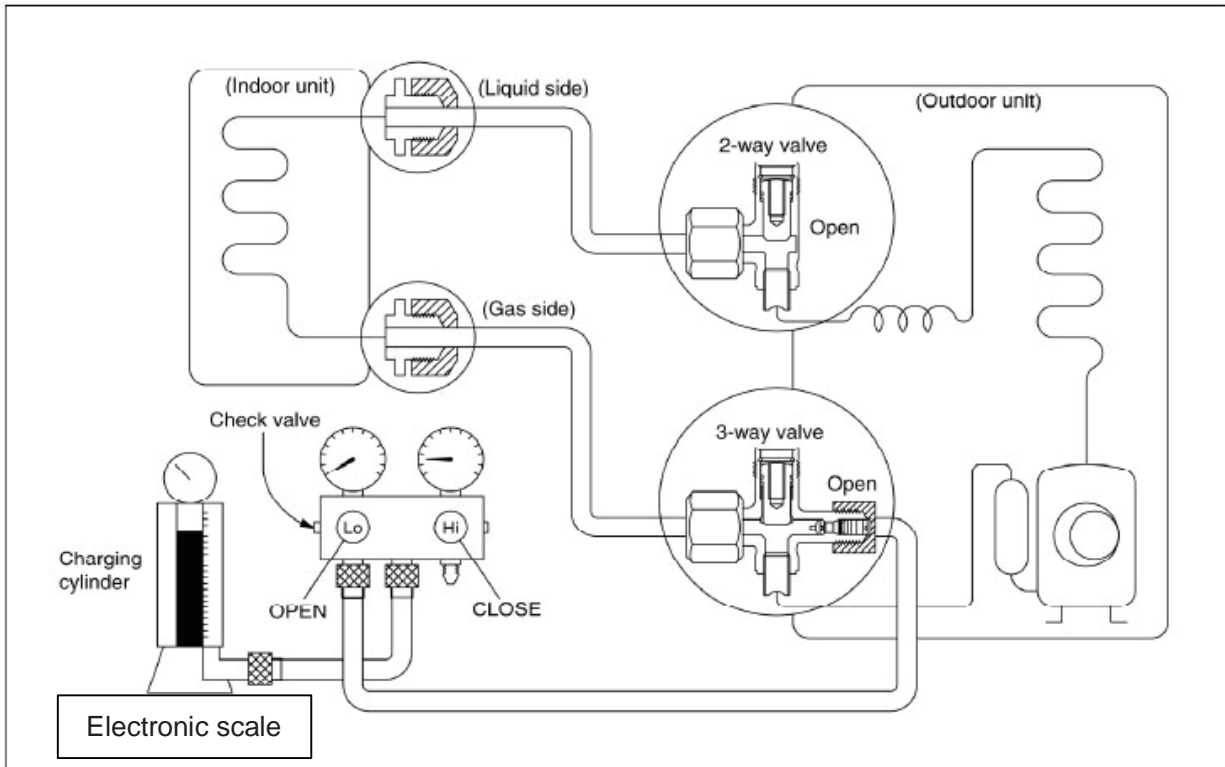 (Indoor unit)
(Liquid side)
(Outdoor unit)
2-way valve
Open
(Gas side)
Check valve
3-way valve
Open
Lo
Hi
Charging
cylinder
OPEN
CLOSE
Electronic scale